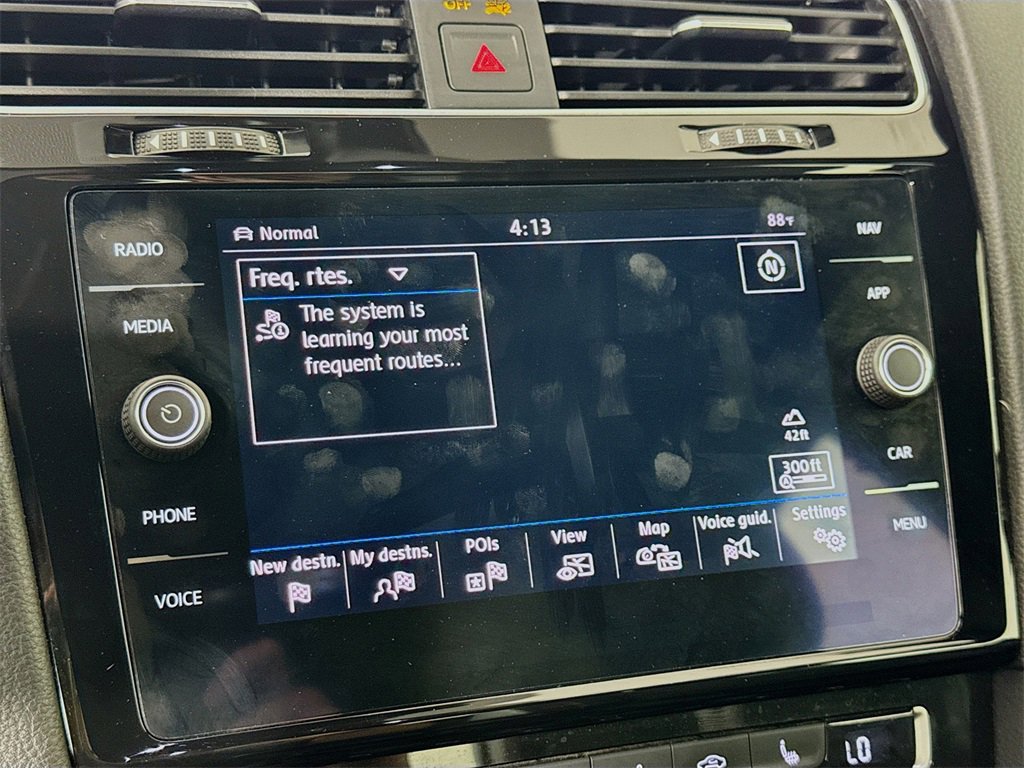 OFF
RADIO
MEDIA
PHONE
VOICE
Normal
4:13
88°F
Freq. rtes.
The system is
learning your most
frequent routes...
N
42ft
300ft
A
New destn.
My destns.
POIs
View
Map
Voice guid.
Settings
NAV
APP
CAR
MENU
LO